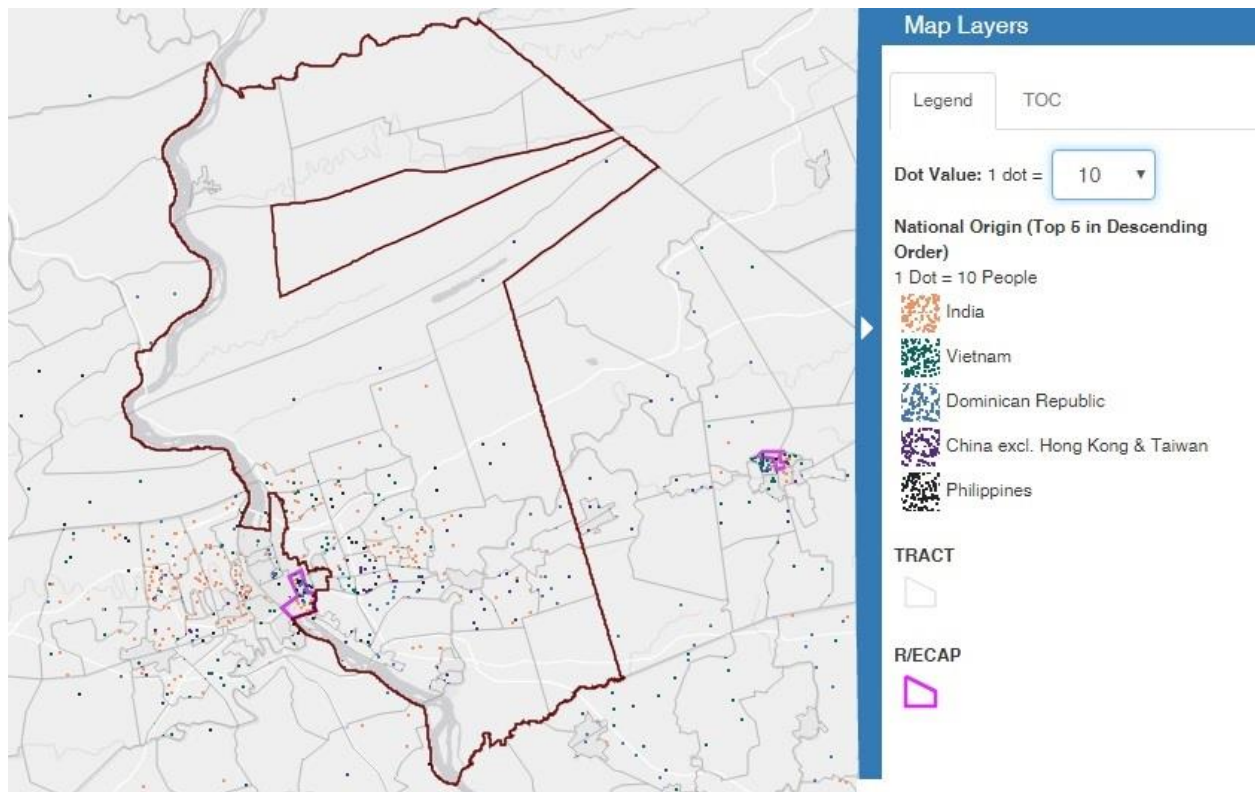 Map Layers
Legend
TOC
Dot Value: 1 dot =
10
National Origin (Top 5 in Descending
Order)
1 Dot = 10 People
India
Vietnam
Dominican Republic
China excl. Hong Kong & Taiwan
Philippines
TRACT
R/ECAP